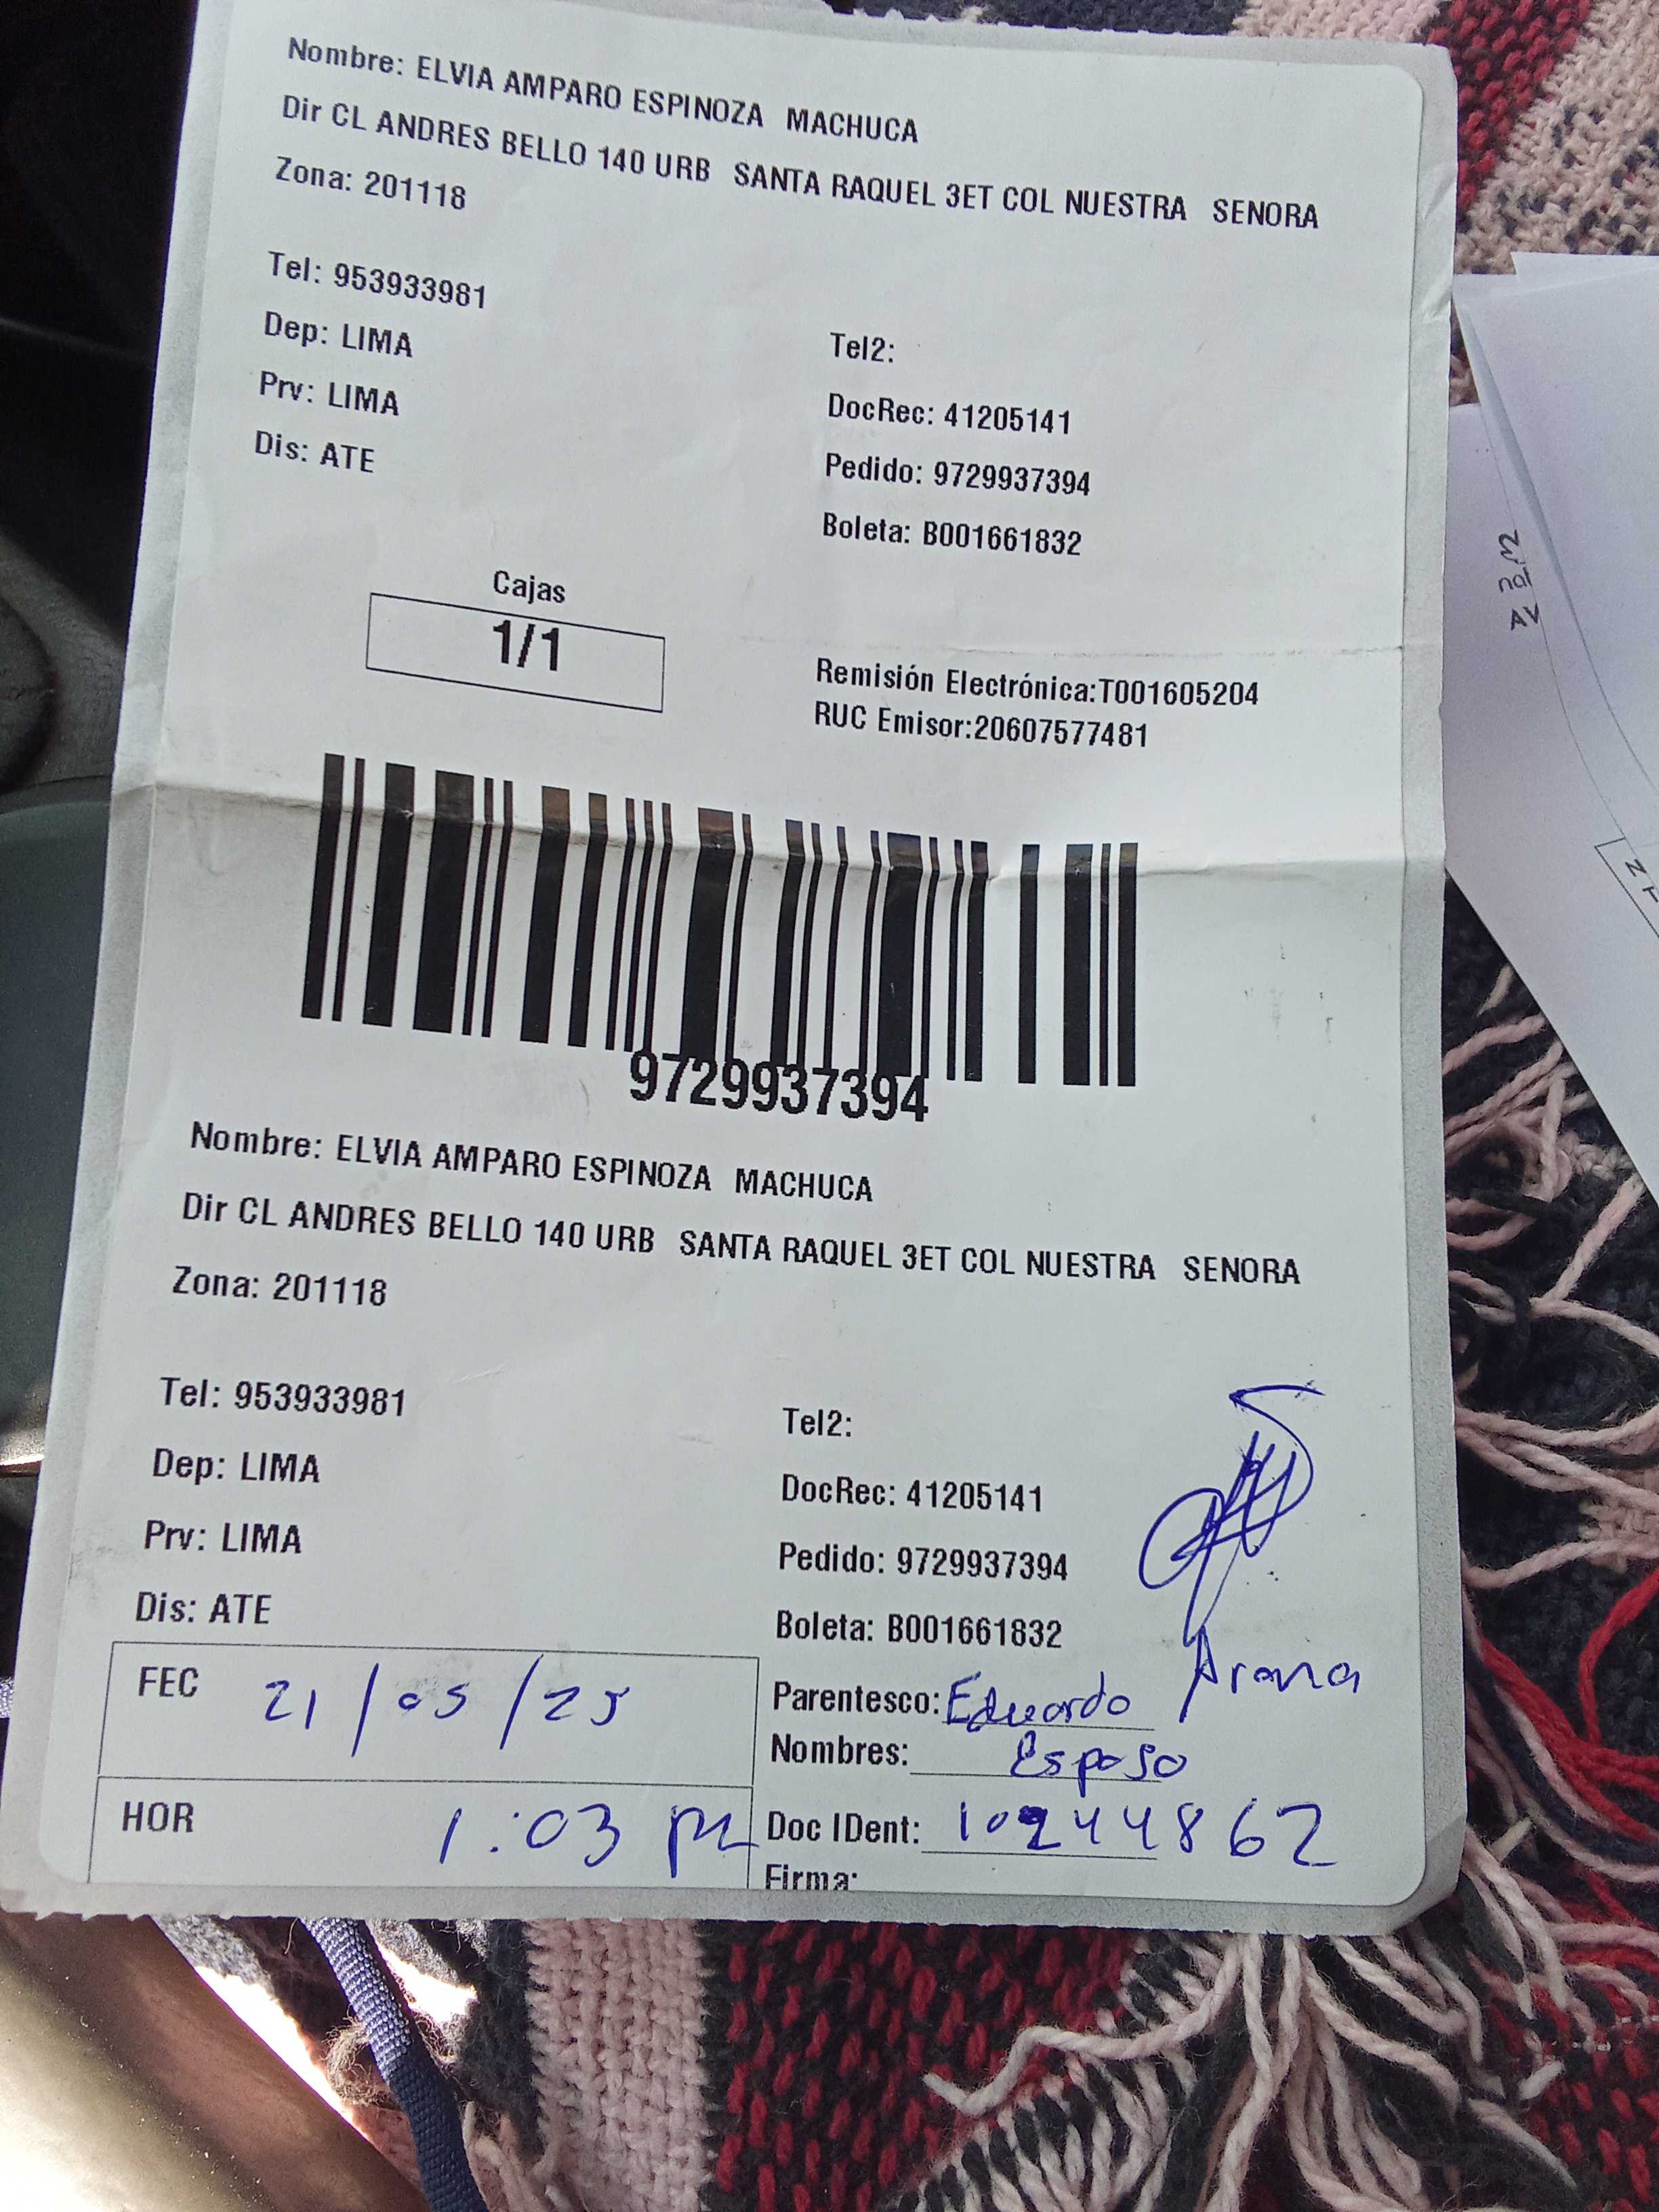 Nombre: ELVIA AMPARO ESPINOZA MACHUCA
Dir CL ANDRES BELLO 140 URB SANTA RAQUEL 3ET COL NUESTRA SENORA
Zona: 201118
Tel: 953933981
Tel2:
Dep: LIMA
DocRec: 41205141
Prv: LIMA
Pedido: 9729937394
Dis: ATE
Boleta: B001661832
Cajas
1/1
Remisión Electrónica:T001605204
RUC Emisor:20607577481
9729937394
Nombre: ELVIA AMPARO ESPINOZA MACHUCA
Dir CL ANDRES BELLO 140 URB SANTA RAQUEL 3ET COL NUESTRA SENORA
Zona: 201118
Tel: 953933981
Tel2:
Dep: LIMA
DocRec: 41205141
Prv: LIMA
Pedido: 9729937394
Dis: ATE
Boleta: B001661832
FEC 21/05/25
Parentesco: Eduardo Arana
Nombres: Esposo
HOR 1:03 pm
Doc IDent: 10244862
Firma: